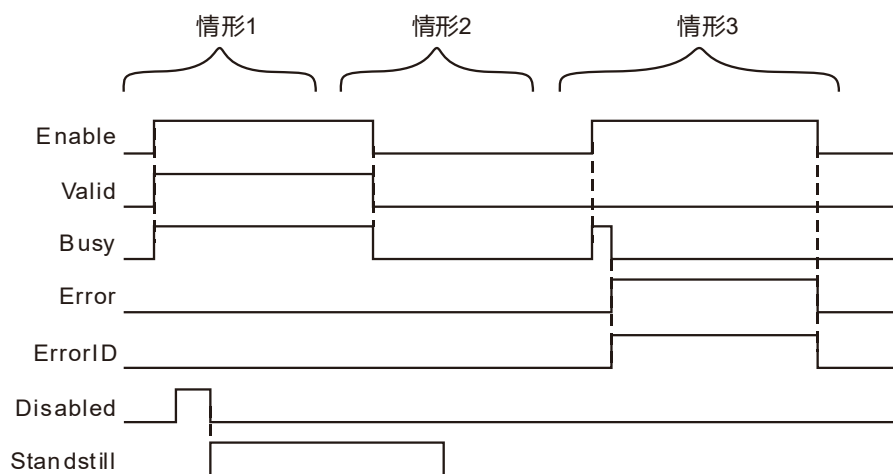 情形1 情形2 情形3
Enable
Valid
Busy
Error
ErrorID
Disabled
Standstill